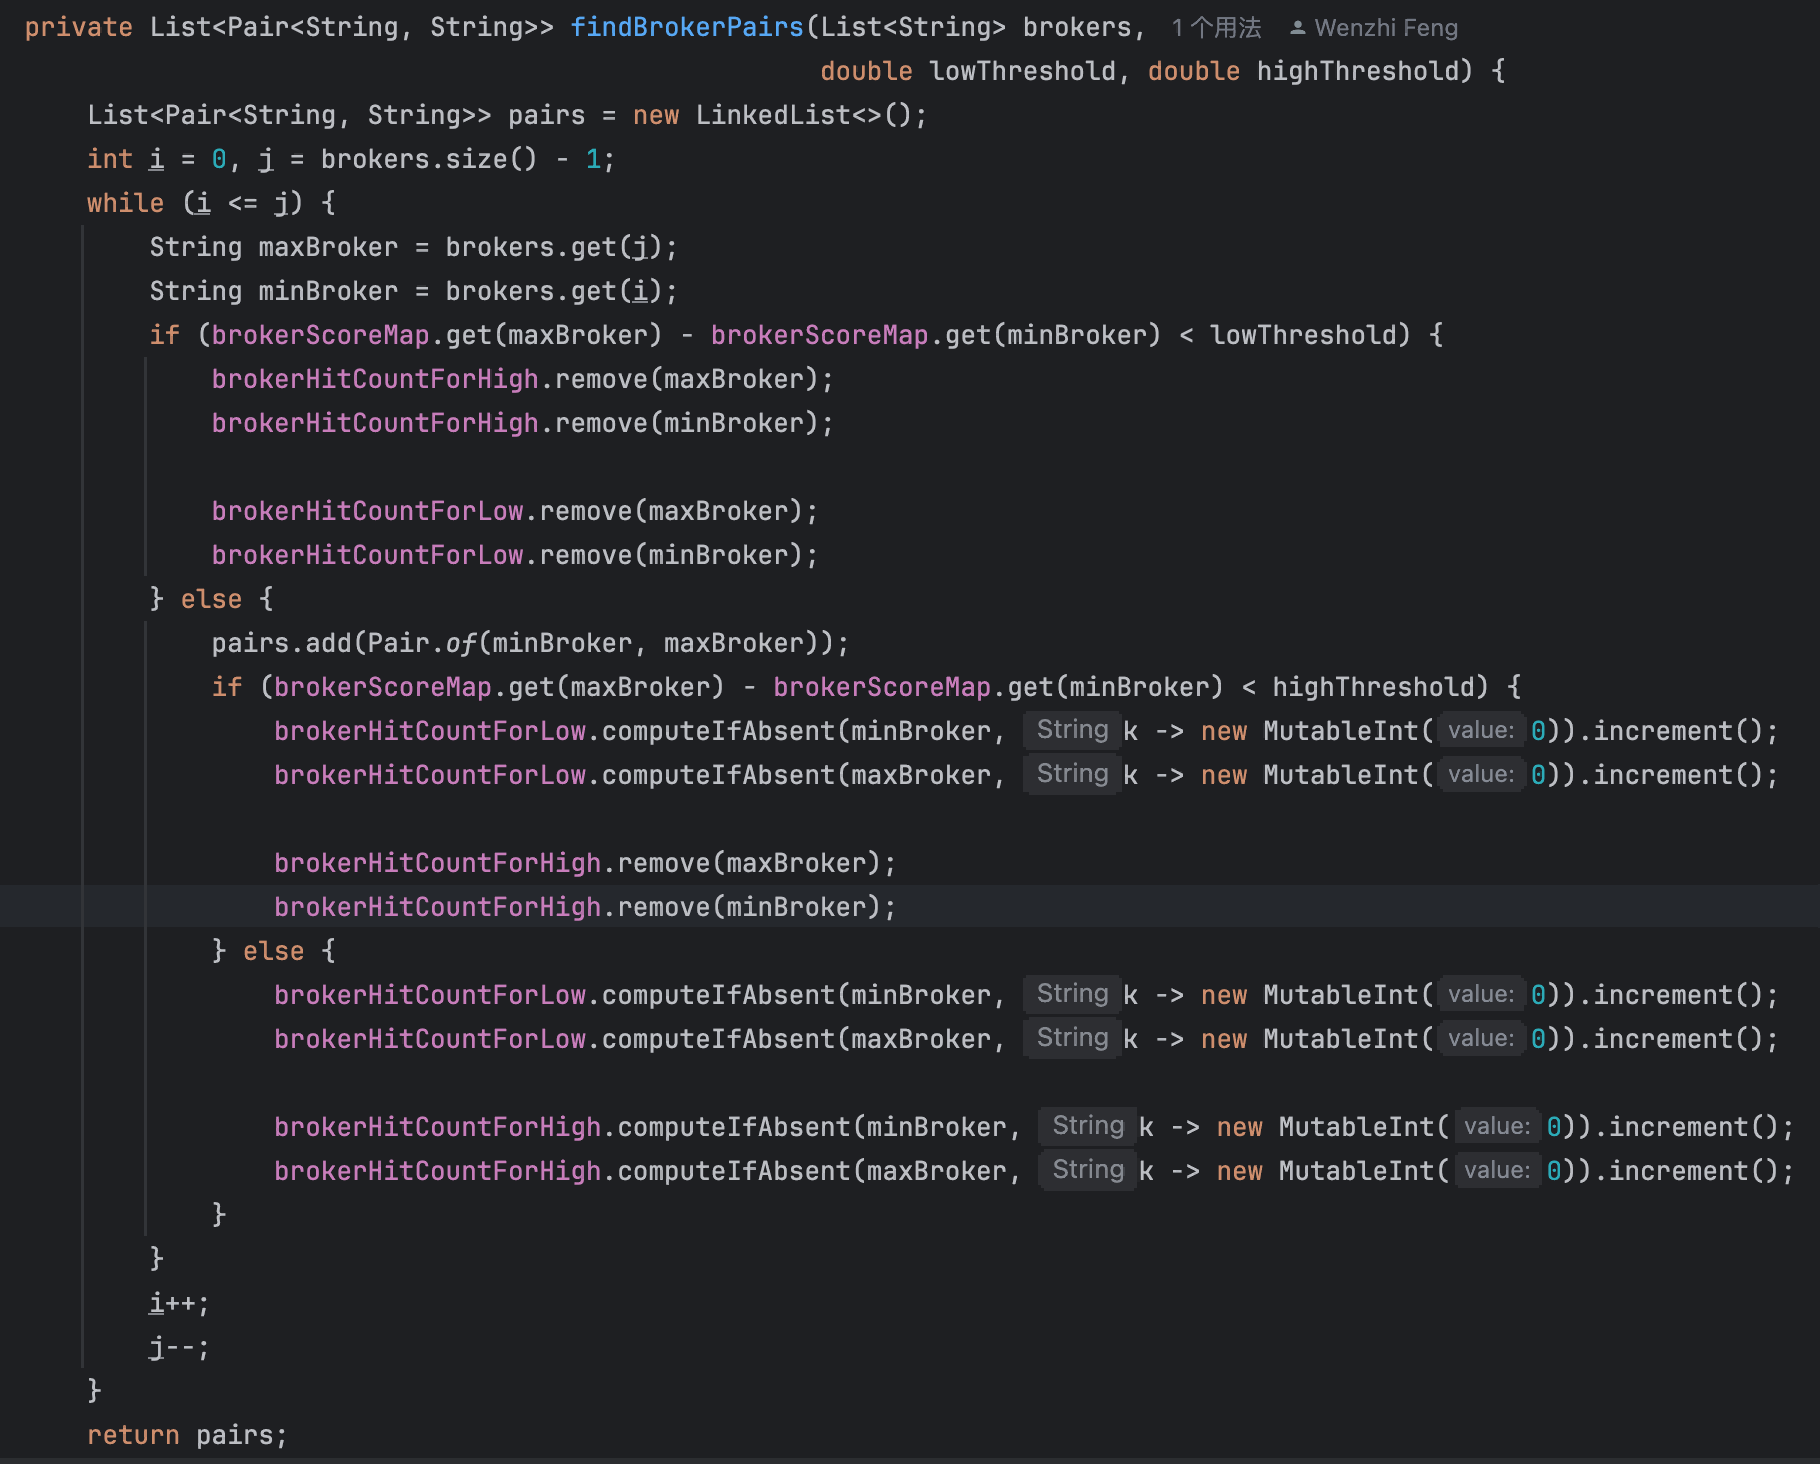 private List<Pair<String, String>> findBrokerPairs(List<String> brokers, 1 个用法 Wenzhi Feng
double lowThreshold, double highThreshold) {
List<Pair<String, String>> pairs = new LinkedList<>();
int i = 0, j = brokers.size() - 1;
while (i <= j) {
String maxBroker = brokers.get(j);
String minBroker = brokers.get(i);
if (brokerScoreMap.get(maxBroker) - brokerScoreMap.get(minBroker) < lowThreshold) {
brokerHitCountForHigh.remove(maxBroker);
brokerHitCountForHigh.remove(minBroker);
brokerHitCountForLow.remove(maxBroker);
brokerHitCountForLow.remove(minBroker);
} else {
pairs.add(Pair.of(minBroker, maxBroker));
if (brokerScoreMap.get(maxBroker) - brokerScoreMap.get(minBroker) < highThreshold) {
brokerHitCountForLow.computeIfAbsent(minBroker, String k -> new MutableInt( value: 0)).increment();
brokerHitCountForLow.computeIfAbsent(maxBroker, String k -> new MutableInt( value: 0)).increment();
brokerHitCountForHigh.remove(maxBroker);
brokerHitCountForHigh.remove(minBroker);
} else {
brokerHitCountForLow.computeIfAbsent(minBroker, String k -> new MutableInt( value: 0)).increment();
brokerHitCountForLow.computeIfAbsent(maxBroker, String k -> new MutableInt( value: 0)).increment();
brokerHitCountForHigh.computeIfAbsent(minBroker, String k -> new MutableInt( value: 0)).increment();
brokerHitCountForHigh.computeIfAbsent(maxBroker, String k -> new MutableInt( value: 0)).increment();
}
}
i++;
j--;
}
return pairs;